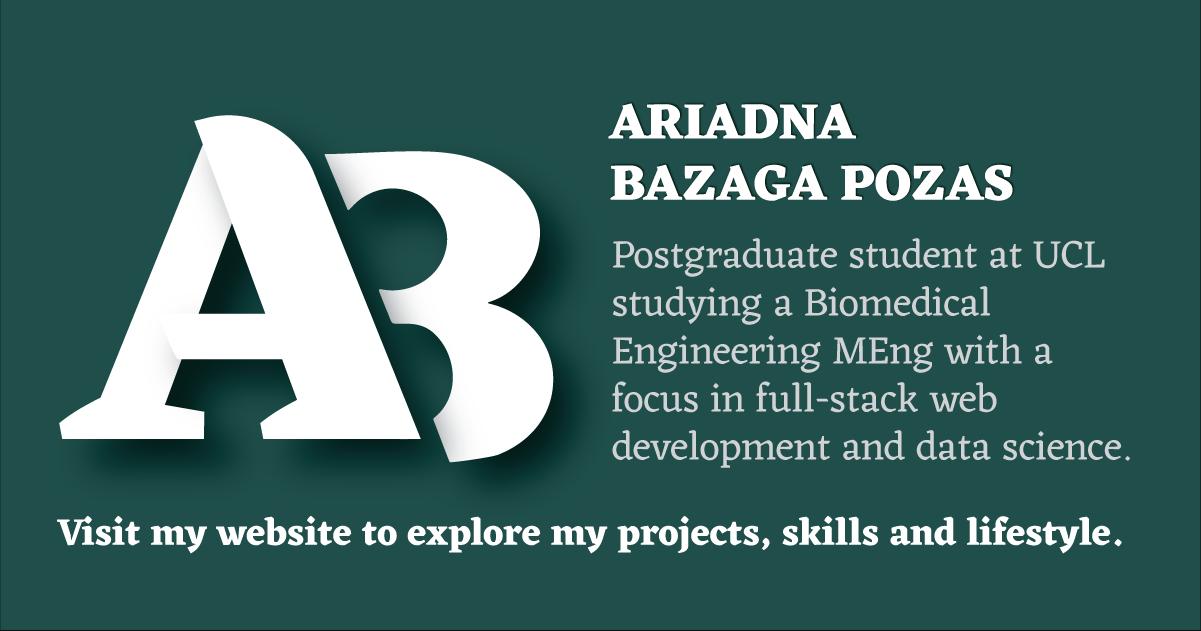 AB
ARIADNA
BAZAGA POZAS
Postgraduate student at UCL
studying a Biomedical
Engineering MEng with a
focus in full-stack web
development and data science.
Visit my website to explore my projects, skills and lifestyle.